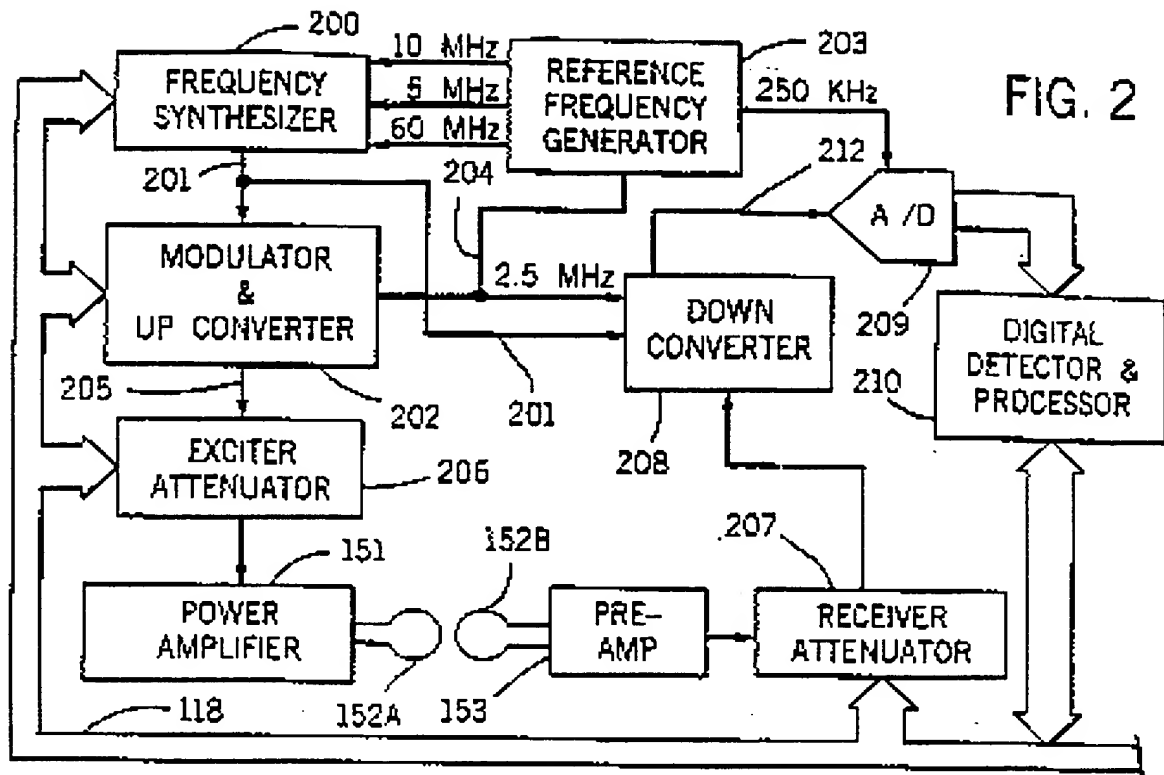 200
10 MHz
203
FREQUENCY
SYNTHESIZER
5 MHz
60 MHz
REFERENCE
FREQUENCY
GENERATOR
250 KHz
FIG. 2
201
204
212
A/D
MODULATOR
&
UP CONVERTER
2.5 MHz
DOWN
CONVERTER
209
DIGITAL
DETECTOR &
PROCESSOR
205
202
201
210
208
EXCITER
ATTENUATOR
206
207
151
152B
POWER
AMPLIFIER
PRE-
AMP
RECEIVER
ATTENUATOR
118
152A
153